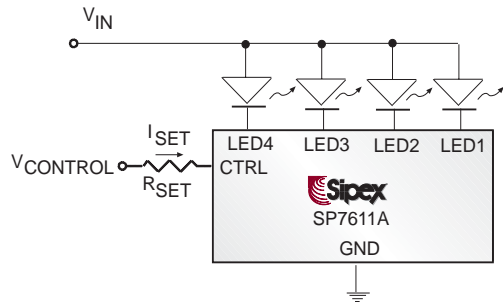 VIN
LED4 LED3 LED2 LED1
ISET
VCONTROL
RSET
CTRL
Sipex
SP7611A
GND